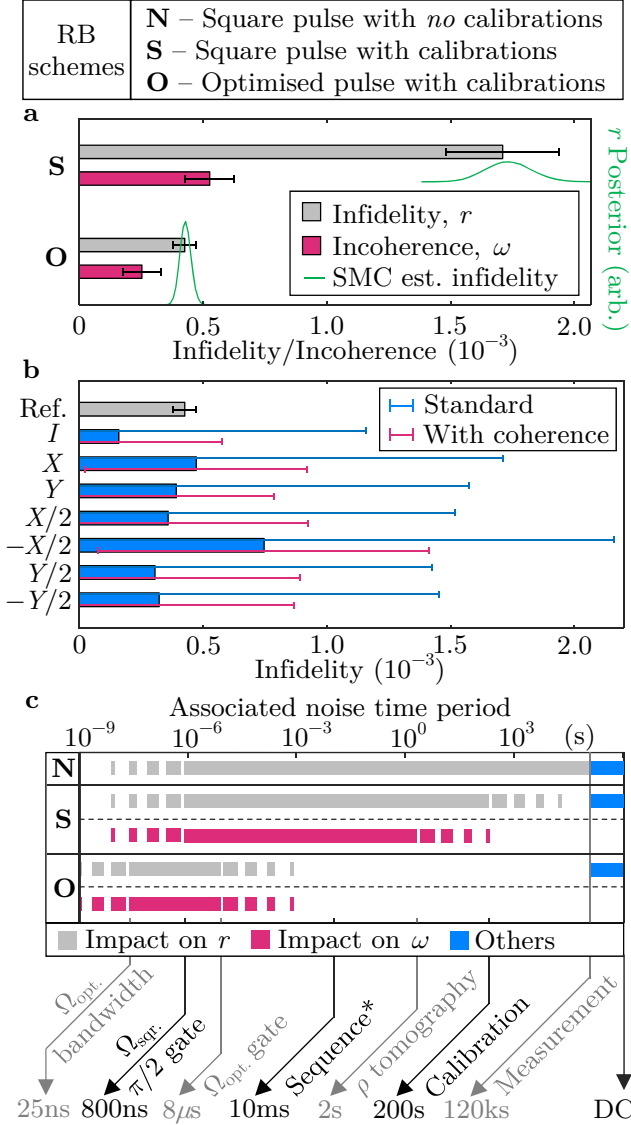 RB schemes
N – Square pulse with no calibrations
S – Square pulse with calibrations
O – Optimised pulse with calibrations
a
S
O
Infidelity, r
Incoherence, ω
SMC est. infidelity
r Posterior (arb.)
0 0.5 1.0 1.5 2.0
Infidelity/Incoherence (10⁻³)
b
Ref.
I
X
Y
X/2
−X/2
Y/2
−Y/2
Standard
With coherence
0 0.5 1.0 1.5 2.0
Infidelity (10⁻³)
c
Associated noise time period
10⁻⁹ 10⁻⁶ 10⁻³ 10⁰ 10³ (s)
N
S
O
Impact on r Impact on ω Others
Ωopt. bandwidth
Ωsqr. π/2 gate
Ωopt. gate
Sequence*
ρ tomography
Calibration
Measurement
25ns 800ns 8μs 10ms 2s 200s 120ks DC